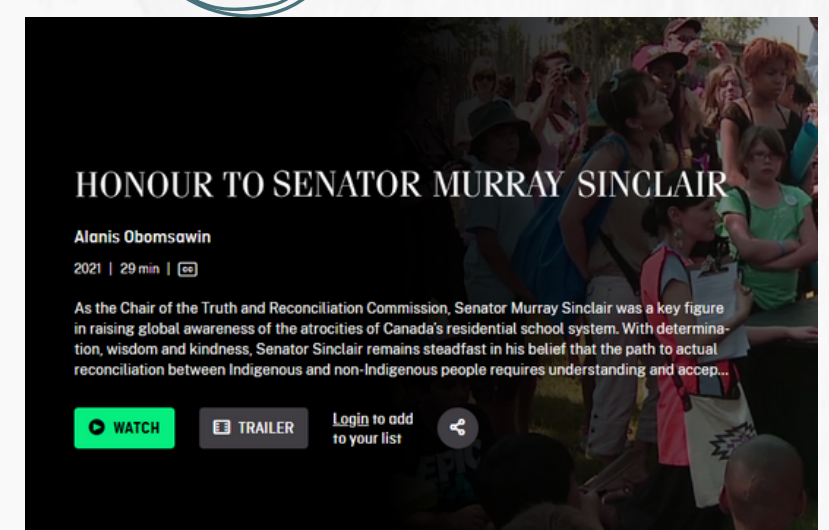 HONOUR TO SENATOR MURRAY SINCLAIR
Alanis Obomsawin
2021 | 29 min | CC
As the Chair of the Truth and Reconciliation Commission, Senator Murray Sinclair was a key figure
in raising global awareness of the atrocities of Canada's residential school system. With determina-
tion, wisdom and kindness, Senator Sinclair remains steadfast in his belief that the path to actual
reconciliation between Indigenous and non-Indigenous people requires understanding and accep...
WATCH
TRAILER
Login to add
to your list
EPIC